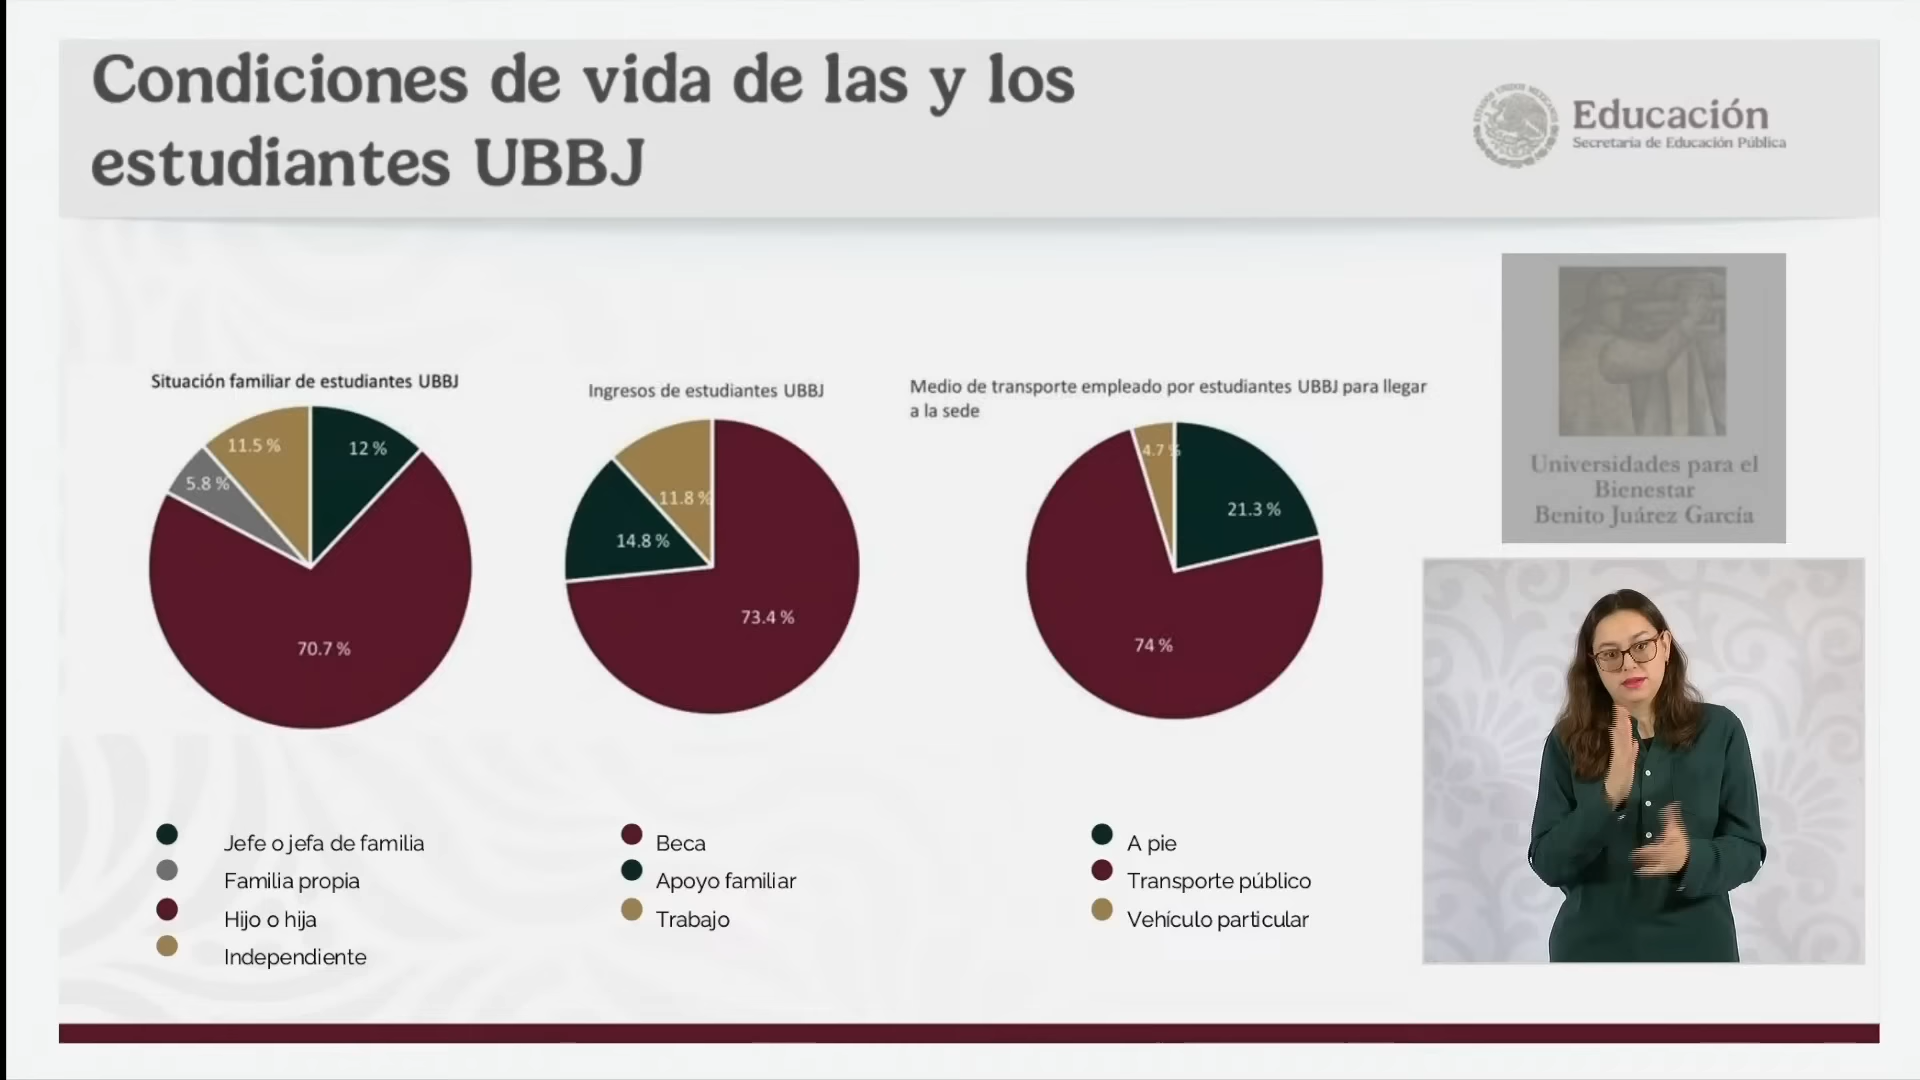 Condiciones de vida de las y los
estudiantes UBBJ
Educación
Secretaría de Educación Pública
Universidades para el
Bienestar
Benito Juárez García
Situación familiar de estudiantes UBBJ
11.5 %
12 %
5.8 %
70.7 %
Jefe o jefa de familia
Familia propia
Hijo o hija
Independiente
Ingresos de estudiantes UBBJ
11.8 %
14.8 %
73.4 %
Beca
Apoyo familiar
Trabajo
Medio de transporte empleado por estudiantes UBBJ para llegar
a la sede
4.7 %
21.3 %
74 %
A pie
Transporte público
Vehículo particular